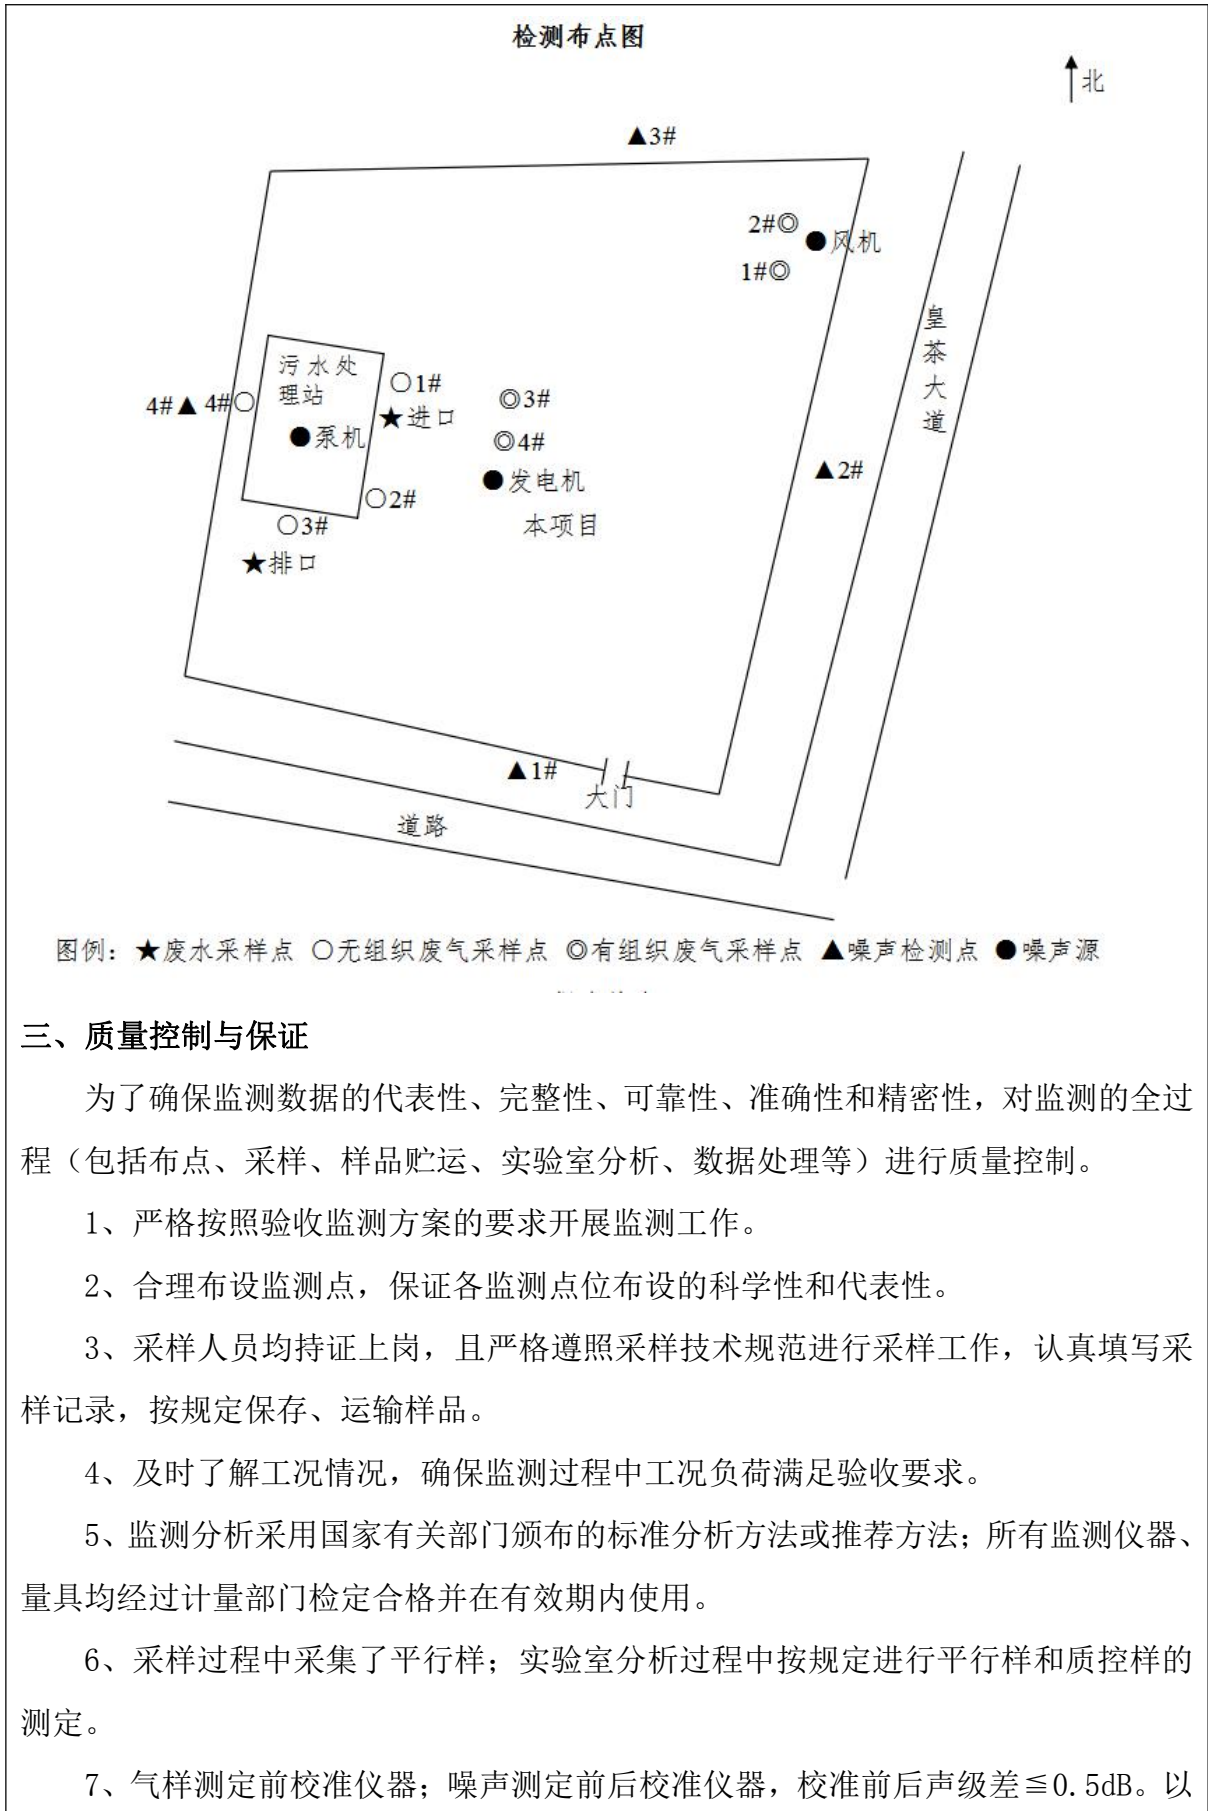 检测布点图
北
▲3#
2#◎
●风机
1#◎
皇茶大道
污水处
理站
○1#
4#▲ 4#○
◎3#
★进口
●泵机
◎4#
▲2#
●发电机
○2#
○3#
本项目
★排口
▲1#
大门
道路
图例：★废水采样点 ○无组织废气采样点 ◎有组织废气采样点 ▲噪声检测点 ●噪声源
三、质量控制与保证
为了确保监测数据的代表性、完整性、可靠性、准确性和精密性，对监测的全过
程（包括布点、采样、样品贮运、实验室分析、数据处理等）进行质量控制。
1、严格按照验收监测方案的要求开展监测工作。
2、合理布设监测点，保证各监测点位布设的科学性和代表性。
3、采样人员均持证上岗，且严格遵照采样技术规范进行采样工作，认真填写采
样记录，按规定保存、运输样品。
4、及时了解工况情况，确保监测过程中工况负荷满足验收要求。
5、监测分析采用国家有关部门颁布的标准分析方法或推荐方法；所有监测仪器、
量具均经过计量部门检定合格并在有效期内使用。
6、采样过程中采集了平行样；实验室分析过程中按规定进行平行样和质控样的
测定。
7、气样测定前校准仪器；噪声测定前后校准仪器，校准前后声级差≦0.5dB。以